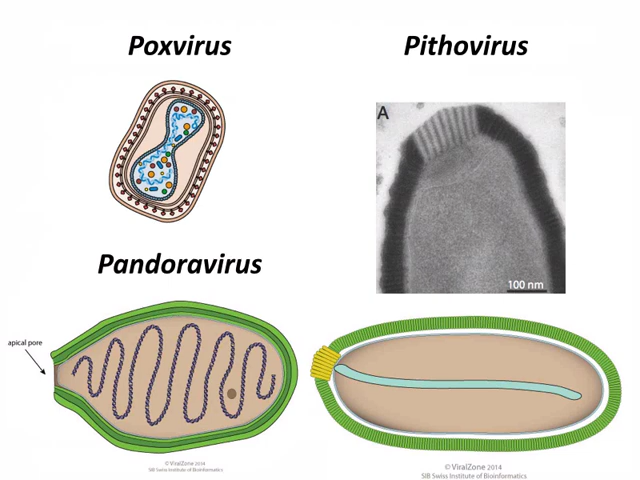 Poxvirus
Pithovirus
A
100 nm
Pandoravirus
apical pore
© ViralZone 2014
SIB Swiss Institute of Bioinformatics
© ViralZone 2014
SIB Swiss Institute of Bioinformatics